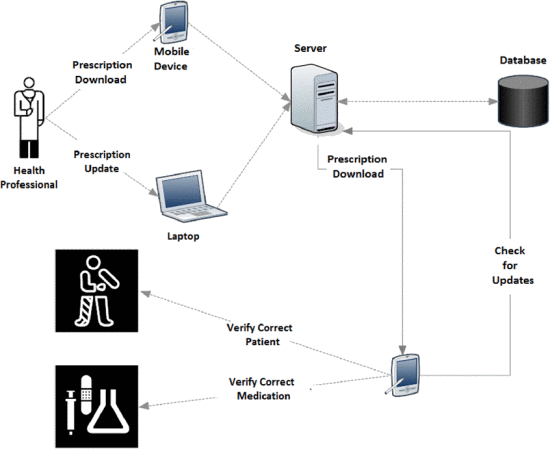 Prescription
Download
Mobile
Device
Server
Database
Health
Professional
Prescription
Update
Laptop
Prescription
Download
Check
for
Updates
Verify Correct
Patient
Verify Correct
Medication